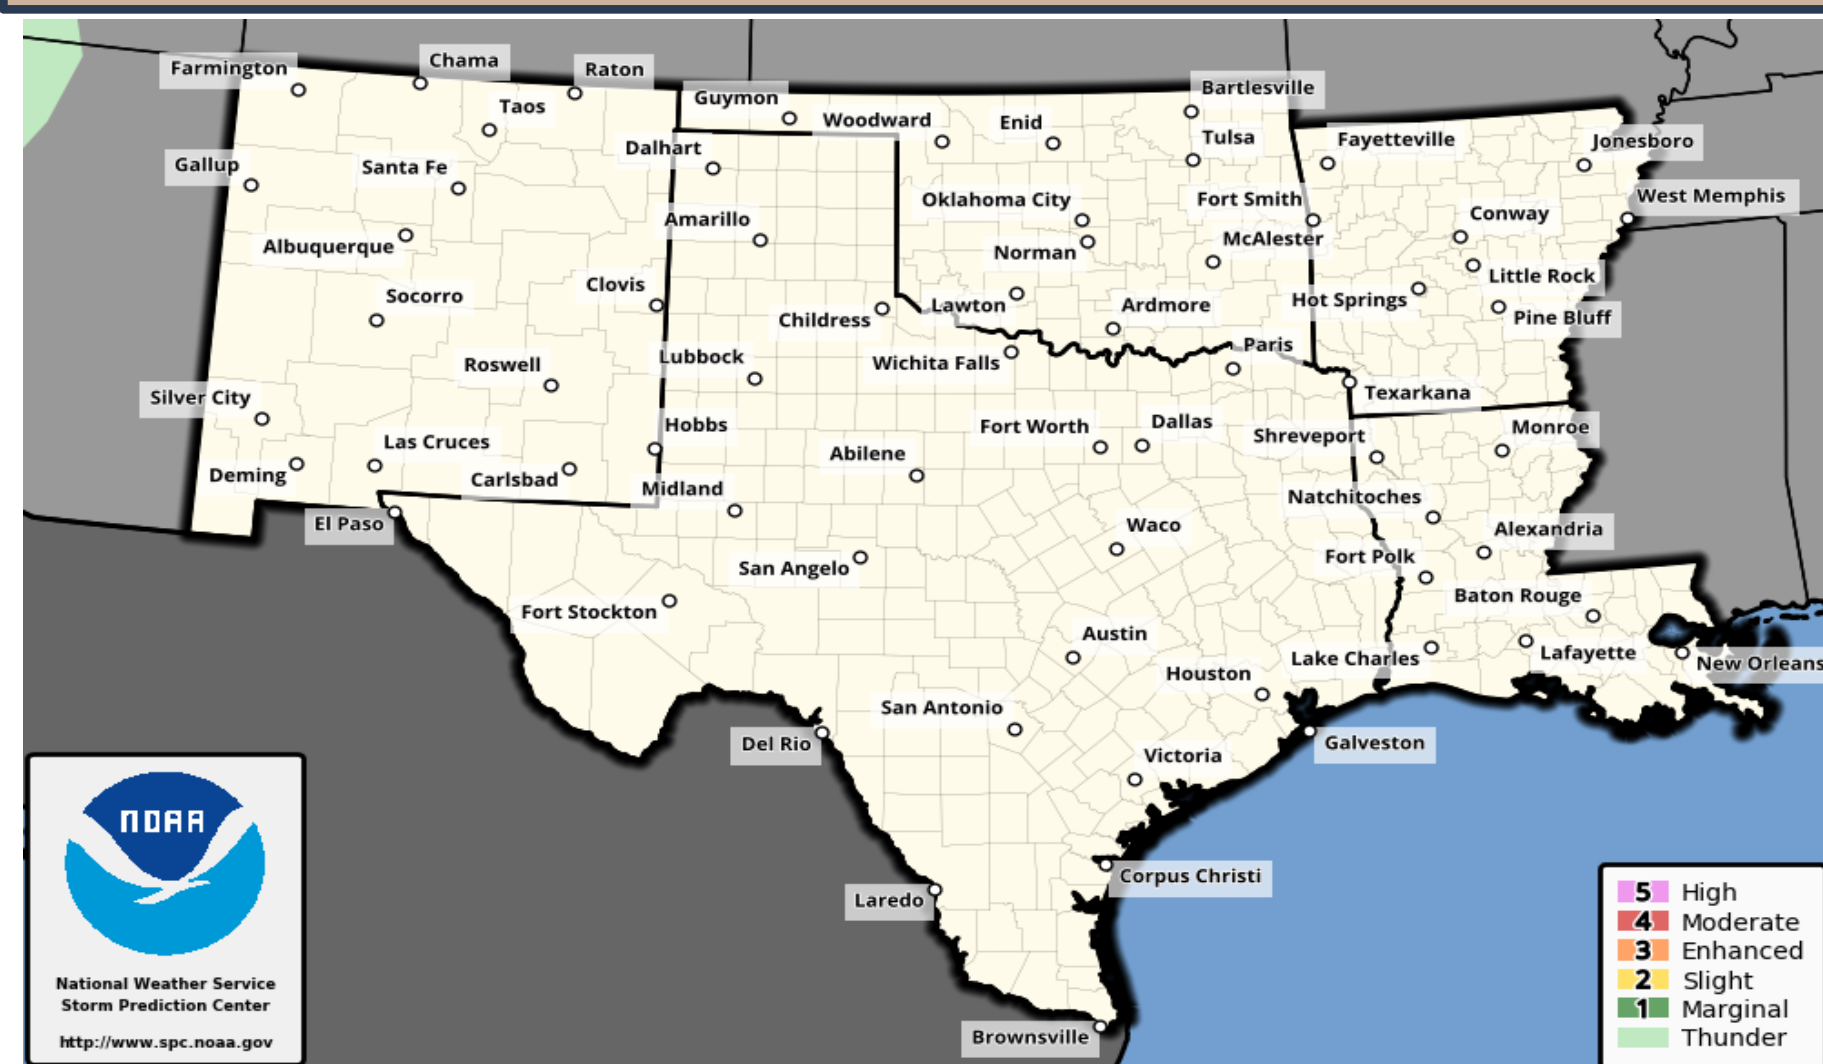 Farmington
Chama
Raton
Taos
Guymon
Woodward
Enid
Bartlesville
Tulsa
Fayetteville
Jonesboro
Gallup
Santa Fe
Dalhart
Oklahoma City
Fort Smith
West Memphis
Albuquerque
Amarillo
Norman
McAlester
Conway
Socorro
Clovis
Childress
Lawton
Ardmore
Hot Springs
Little Rock
Pine Bluff
Silver City
Roswell
Lubbock
Wichita Falls
Paris
Texarkana
Las Cruces
Hobbs
Abilene
Fort Worth
Dallas
Shreveport
Monroe
Deming
Carlsbad
Midland
Natchitoches
El Paso
San Angelo
Waco
Alexandria
Fort Polk
Fort Stockton
Austin
Baton Rouge
Houston
Lake Charles
Lafayette
New Orleans
Del Rio
San Antonio
Victoria
Galveston
Laredo
Corpus Christi
Brownsville
NOAA
National Weather Service
Storm Prediction Center
http://www.spc.noaa.gov
5 High
4 Moderate
3 Enhanced
2 Slight
1 Marginal
Thunder